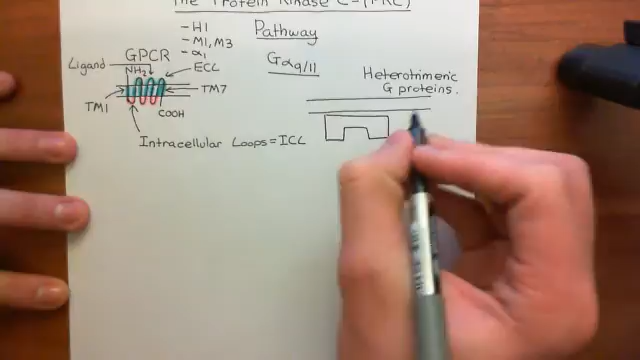 The Protein Kinase C-(PKC)
Pathway
- H1
- M1, M3
- α1
GPCR
Gαq/11
Ligand
NH2
ECL
Heterotrimeric
G proteins.
TM7
TM1
COOH
Intracellular Loops = ICL